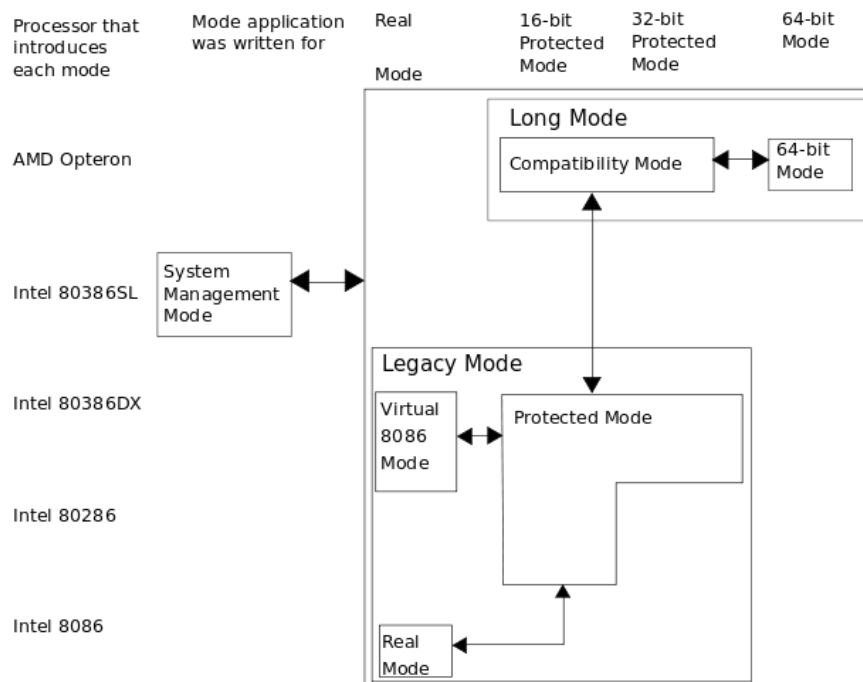 Processor that
introduces
each mode
Mode application
was written for
Real
Mode
16-bit
Protected
Mode
32-bit
Protected
Mode
64-bit
Mode
AMD Opteron
Long Mode
Compatibility Mode
64-bit
Mode
Intel 80386SL
System
Management
Mode
Legacy Mode
Intel 80386DX
Virtual
8086
Mode
Protected Mode
Intel 80286
Intel 8086
Real
Mode